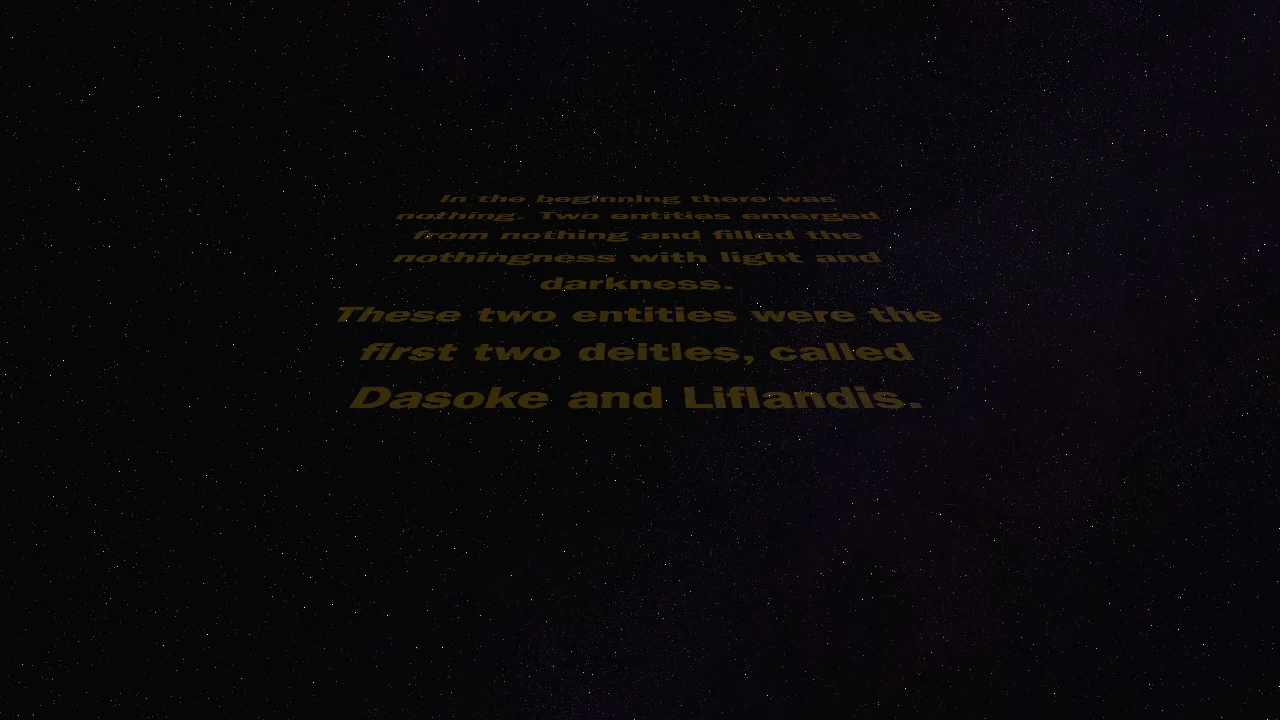 In the beginning there was
nothing. Two entities emerged
from nothing and filled the
nothingness with light and
darkness.
These two entities were the
first two deities, called
Dasoke and Liflandis.